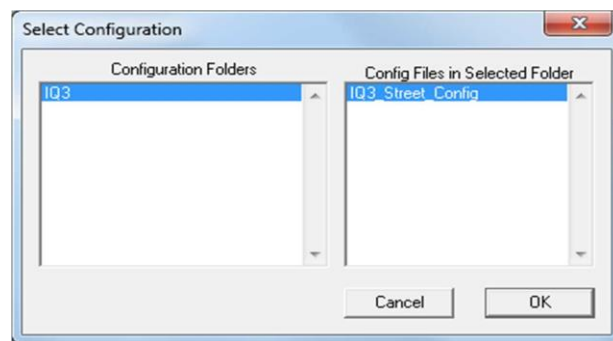 Select Configuration
Configuration Folders
Config Files in Selected Folder
IQ3
IQ3_Street_Config
Cancel
OK